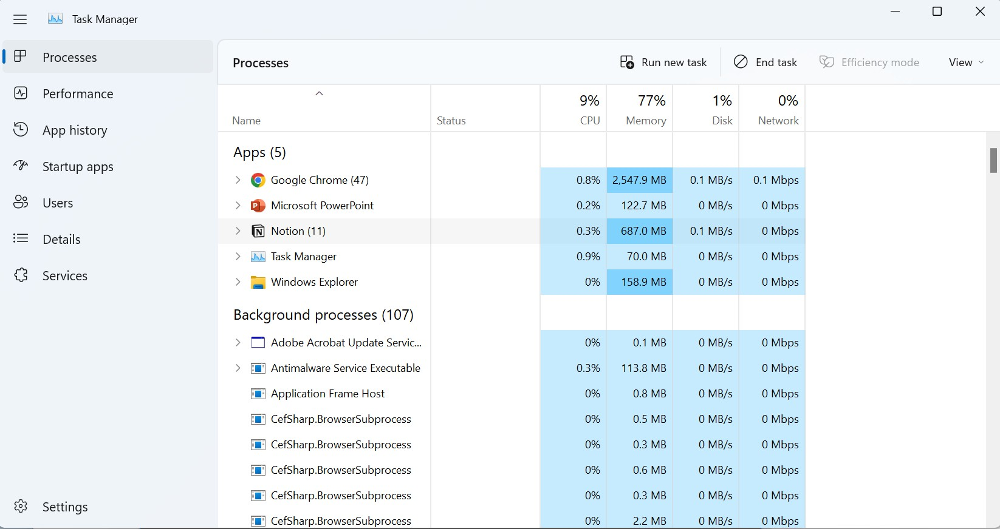 Task Manager
Processes
Performance
App history
Startup apps
Users
Details
Services
Settings
Processes Run new task End task Efficiency mode View
9% 77% 1% 0%
Name Status CPU Memory Disk Network
Apps (5)
Google Chrome (47) 0.8% 2,547.9 MB 0.1 MB/s 0.1 Mbps
Microsoft PowerPoint 0.2% 122.7 MB 0 MB/s 0 Mbps
Notion (11) 0.3% 687.0 MB 0.1 MB/s 0 Mbps
Task Manager 0.9% 70.0 MB 0 MB/s 0 Mbps
Windows Explorer 0% 158.9 MB 0 MB/s 0 Mbps
Background processes (107)
Adobe Acrobat Update Servic... 0% 0.1 MB 0 MB/s 0 Mbps
Antimalware Service Executable 0.3% 113.8 MB 0 MB/s 0 Mbps
Application Frame Host 0% 0.8 MB 0 MB/s 0 Mbps
CefSharp.BrowserSubprocess 0% 0.5 MB 0 MB/s 0 Mbps
CefSharp.BrowserSubprocess 0% 0.3 MB 0 MB/s 0 Mbps
CefSharp.BrowserSubprocess 0% 0.6 MB 0 MB/s 0 Mbps
CefSharp.BrowserSubprocess 0% 0.3 MB 0 MB/s 0 Mbps
CefSharp.BrowserSubprocess 0% 2.2 MB 0 MB/s 0 Mbps